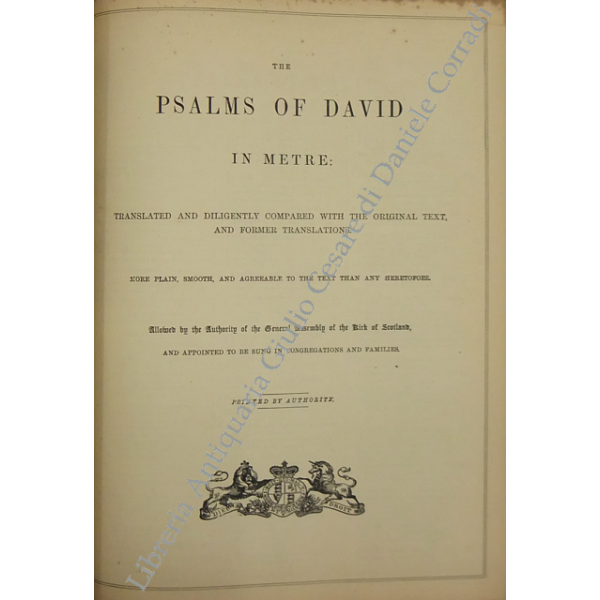 THE
PSALMS OF DAVID
IN METRE:
TRANSLATED AND DILIGENTLY COMPARED WITH THE ORIGINAL TEXT,
AND FORMER TRANSLATIONS:
MORE PLAIN, SMOOTH, AND AGREEABLE TO THE TEXT THAN ANY HERETOFORE.
Allowed by the Authority of the General Assembly of the Kirk of Scotland,
AND APPOINTED TO BE SUNG IN CONGREGATIONS AND FAMILIES.
PRINTED BY AUTHORITY.
DIEU DROIT
Libreria Antiquaria Giulio Cesare di Daniele Corradi